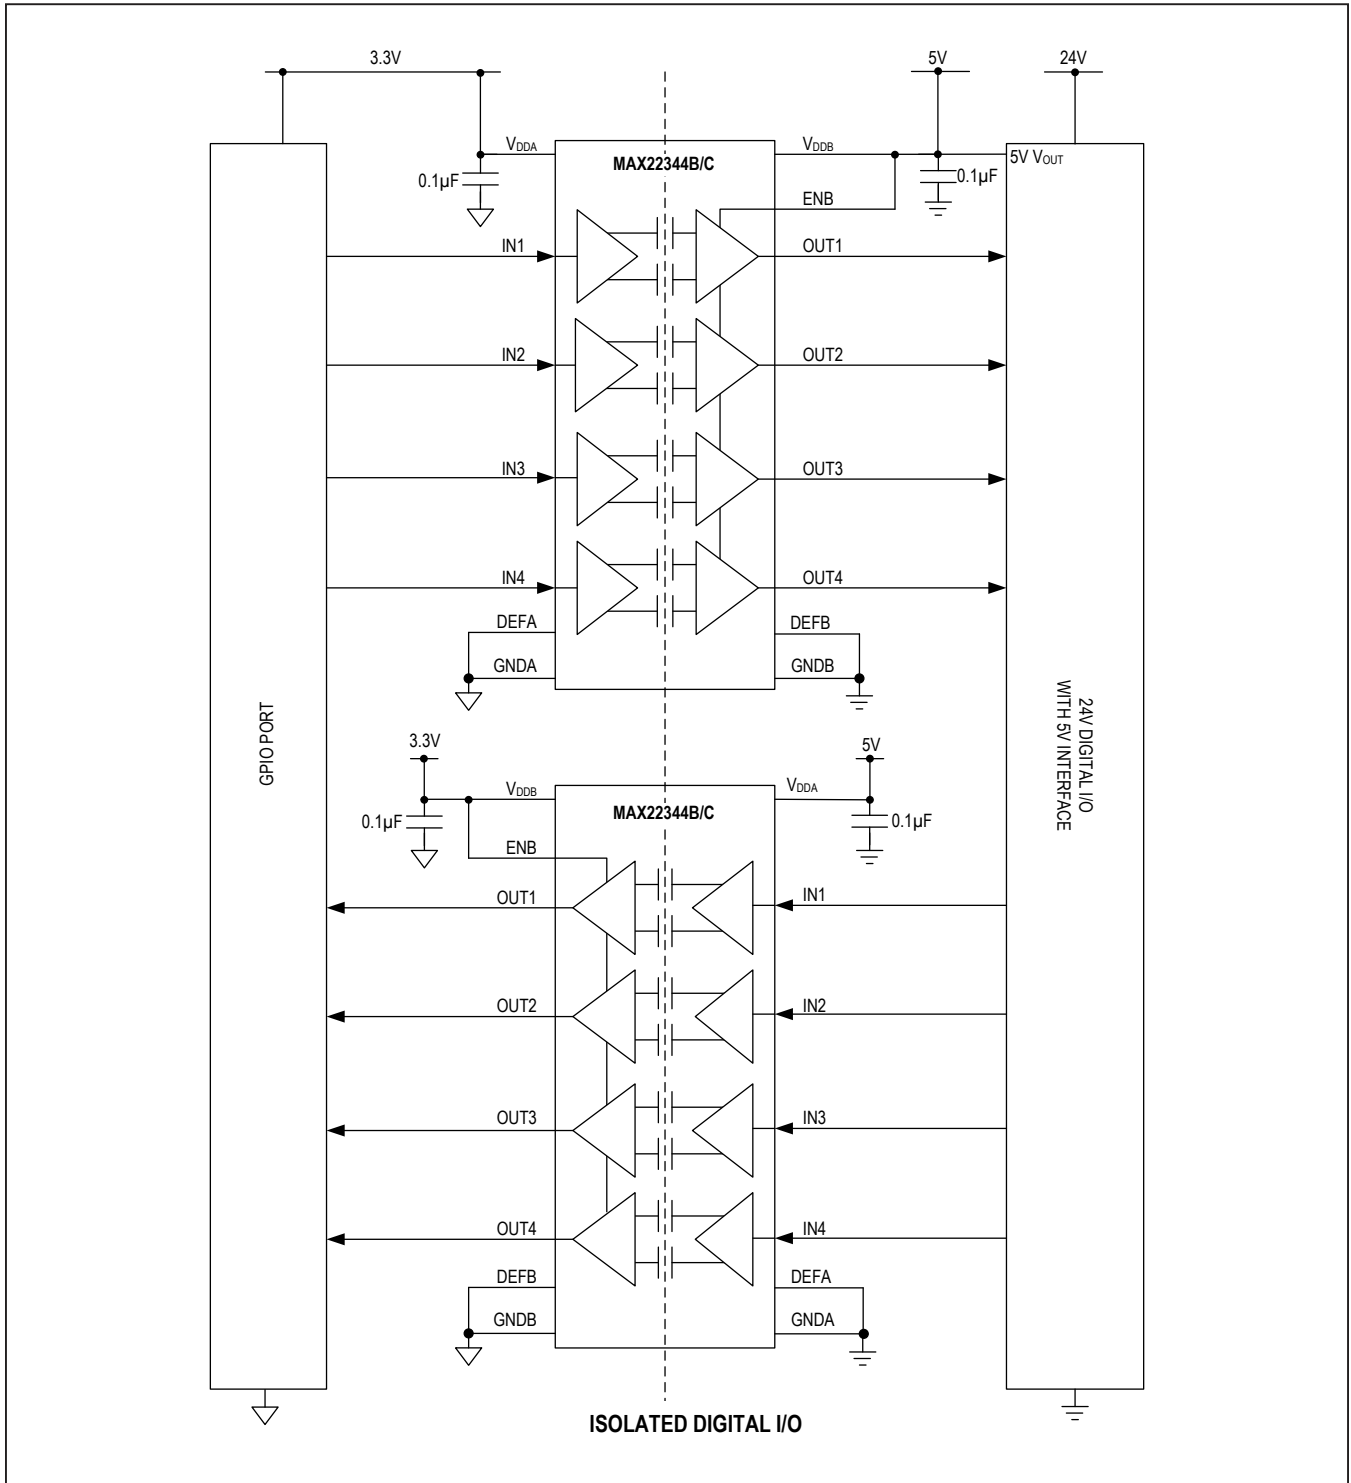 3.3V
5V
24V
VDDA
MAX22344B/C
VDDB
5V VOUT
0.1µF
0.1µF
ENB
IN1
OUT1
IN2
OUT2
IN3
OUT3
IN4
OUT4
DEFA
DEFB
GNDA
GNDB
GPIO PORT
24V DIGITAL I/O
WITH 5V INTERFACE
3.3V
5V
VDDB
MAX22344B/C
VDDA
0.1µF
0.1µF
ENB
OUT1
IN1
OUT2
IN2
OUT3
IN3
OUT4
IN4
DEFB
DEFA
GNDB
GNDA
ISOLATED DIGITAL I/O